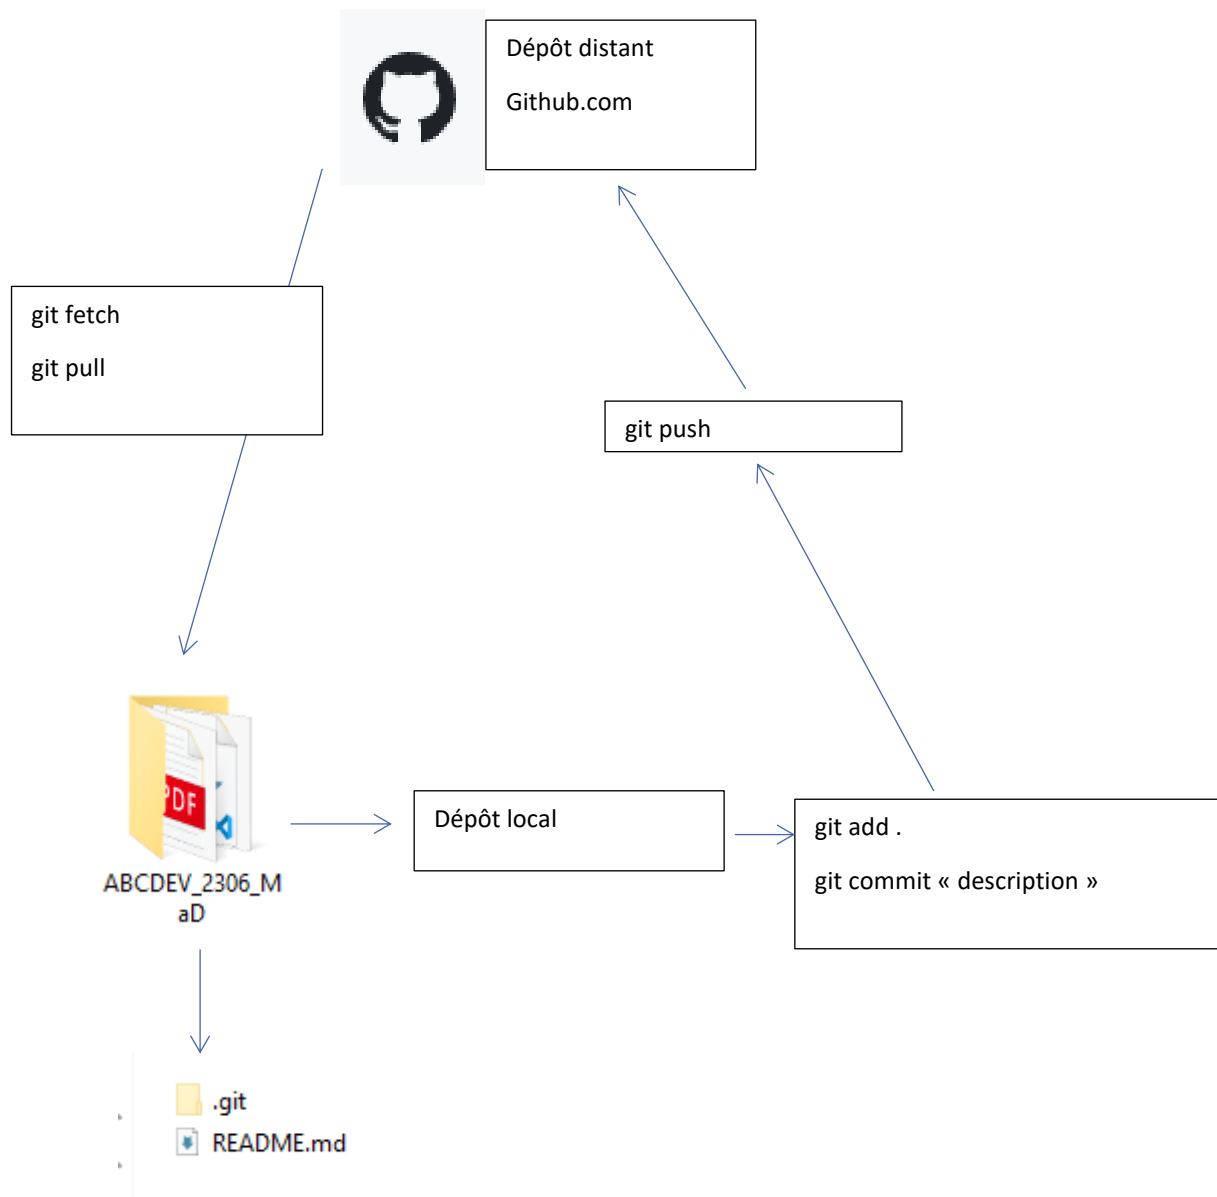 Dépôt distant
Github.com
git fetch
git pull
git push
PDF
ABCDEV_2306_M
aD
Dépôt local
git add .
git commit « description »
.git
README.md